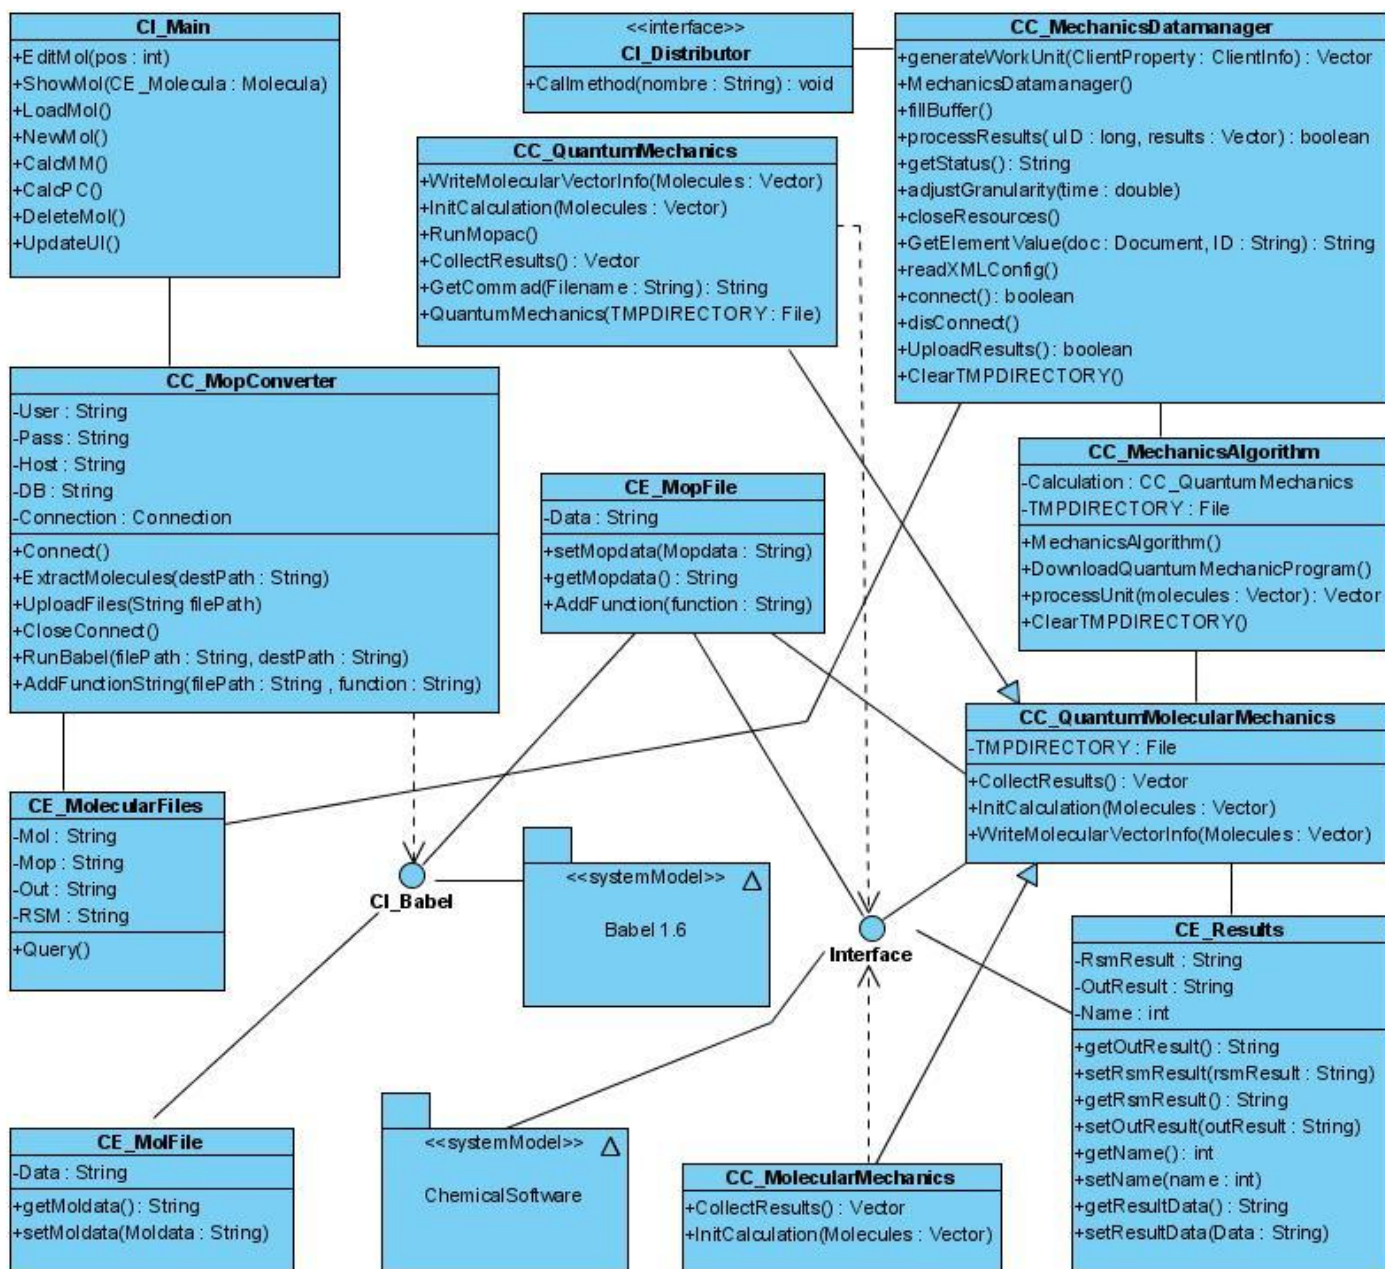 CI_Main
+EditMol(pos : int)
+ShowMol(CE_Molecula : Molecula)
+LoadMol()
+NewMol()
+CalcMM()
+CalcPC()
+DeleteMol()
+UpdateUI()
<<interface>>
CI_Distributor
+Callmethod(nombre : String) : void
CC_MechanicsDatamanager
+generateWorkUnit(ClientProperty : ClientInfo) : Vector
+MechanicsDatamanager()
+fillBuffer()
+processResults( uID : long, results : Vector) : boolean
+getStatus() : String
+adjustGranularity(time : double)
+closeResources()
+GetElementValue(doc : Document, ID : String) : String
+readXMLConfig()
+connect() : boolean
+disConnect()
+UploadResults() : boolean
+ClearTMPDIRECTORY()
CC_QuantumMechanics
+WriteMolecularVectorInfo(Molecules : Vector)
+InitCalculation(Molecules : Vector)
+RunMopac()
+CollectResults() : Vector
+GetCommad(Filename : String) : String
+QuantumMechanics(TMPDIRECTORY : File)
CC_MopConverter
-User : String
-Pass : String
-Host : String
-DB : String
-Connection : Connection
+Connect()
+ExtractMolecules(destPath : String)
+UploadFiles(String filePath)
+CloseConnect()
+RunBabel(filePath : String, destPath : String)
+AddFunctionString(filePath : String , function : String)
CE_MopFile
-Data : String
+setMopdata(Mopdata : String)
+getMopdata() : String
+AddFunction(function : String)
CC_MechanicsAlgorithm
-Calculation : CC_QuantumMechanics
-TMPDIRECTORY : File
+MechanicsAlgorithm()
+DownloadQuantumMechanicProgram()
+processUnit(molecules : Vector) : Vector
+ClearTMPDIRECTORY()
CC_QuantumMolecularMechanics
-TMPDIRECTORY : File
+CollectResults() : Vector
+InitCalculation(Molecules : Vector)
+WriteMolecularVectorInfo(Molecules : Vector)
CE_MolecularFiles
-Mol : String
-Mop : String
-Out : String
-RSM : String
+Query()
CI_Babel
<<systemModel>>
Babel 1.6
Interface
CE_Results
-RsmResult : String
-OutResult : String
-Name : int
+getOutResult() : String
+setRsmResult(rsmResult : String)
+getRsmResult() : String
+setOutResult(outResult : String)
+getName() : int
+setName(name : int)
+getResultData() : String
+setResultData(Data : String)
CE_MolFile
-Data : String
+getMoldata() : String
+setMoldata(Moldata : String)
<<systemModel>>
ChemicalSoftware
CC_MolecularMechanics
+CollectResults() : Vector
+InitCalculation(Molecules : Vector)